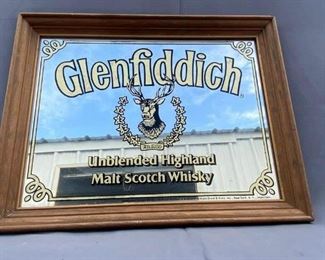 Glenfiddich
Unblended Highland
Malt Scotch Whisky